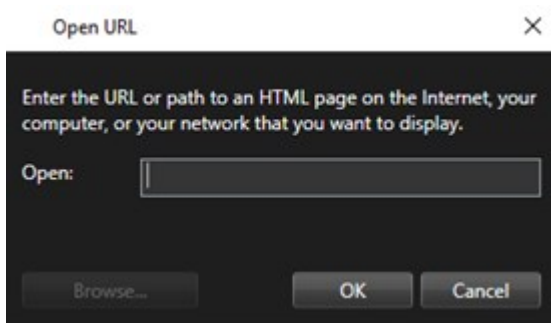 Open URL
Enter the URL or path to an HTML page on the Internet, your
computer, or your network that you want to display.
Open:
Browse...
OK
Cancel